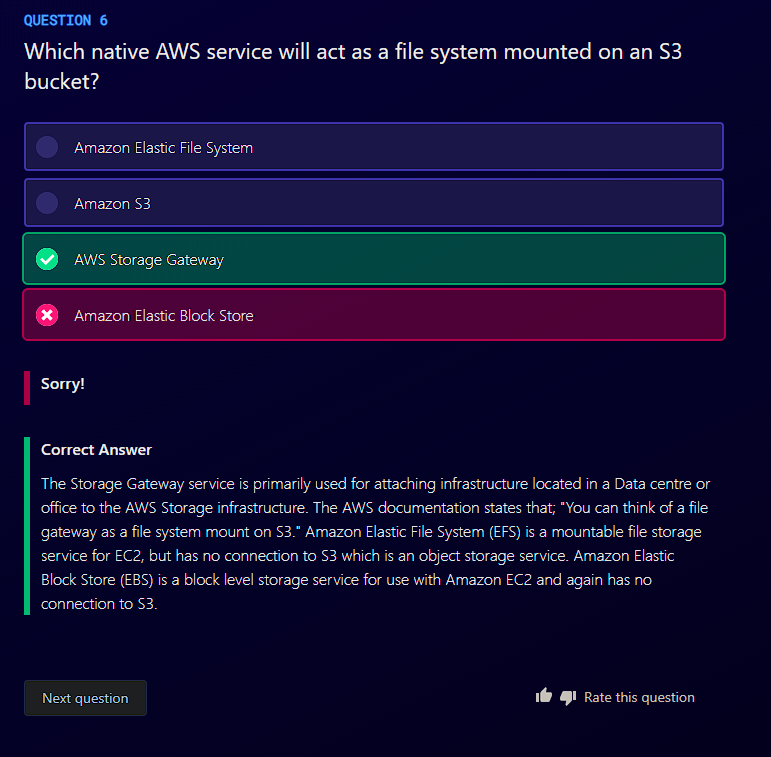 QUESTION 6
Which native AWS service will act as a file system mounted on an S3
bucket?
Amazon Elastic File System
Amazon S3
AWS Storage Gateway
Amazon Elastic Block Store
Sorry!
Correct Answer
The Storage Gateway service is primarily used for attaching infrastructure located in a Data centre or
office to the AWS Storage infrastructure. The AWS documentation states that; "You can think of a file
gateway as a file system mount on S3." Amazon Elastic File System (EFS) is a mountable file storage
service for EC2, but has no connection to S3 which is an object storage service. Amazon Elastic
Block Store (EBS) is a block level storage service for use with Amazon EC2 and again has no
connection to S3.
Next question
Rate this question